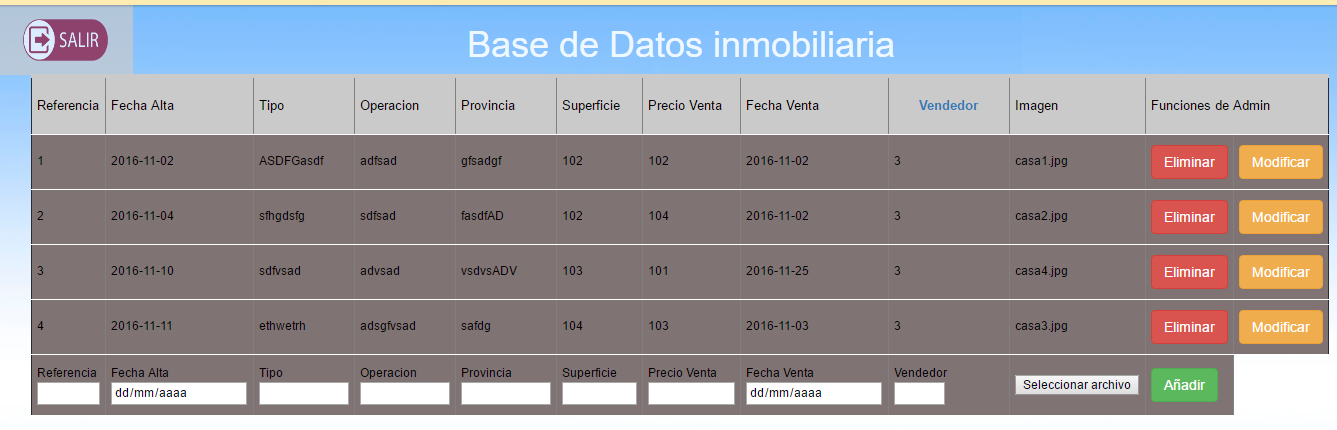 SALIR
Base de Datos inmobiliaria
Referencia Fecha Alta Tipo Operacion Provincia Superficie Precio Venta Fecha Venta Vendedor Imagen Funciones de Admin
1 2016-11-02 ASDFGasdf adfsad gfsadgf 102 102 2016-11-02 3 casa1.jpg Eliminar Modificar
2 2016-11-04 sfhgdsfg sdfsad fasdfAD 102 104 2016-11-02 3 casa2.jpg Eliminar Modificar
3 2016-11-10 sdfvsad advsad vsdvsADV 103 101 2016-11-25 3 casa4.jpg Eliminar Modificar
4 2016-11-11 ethwetrh adsgfvsad safdg 104 103 2016-11-03 3 casa3.jpg Eliminar Modificar
Referencia Fecha Alta Tipo Operacion Provincia Superficie Precio Venta Fecha Venta Vendedor
dd/mm/aaaa dd/mm/aaaa Seleccionar archivo Añadir